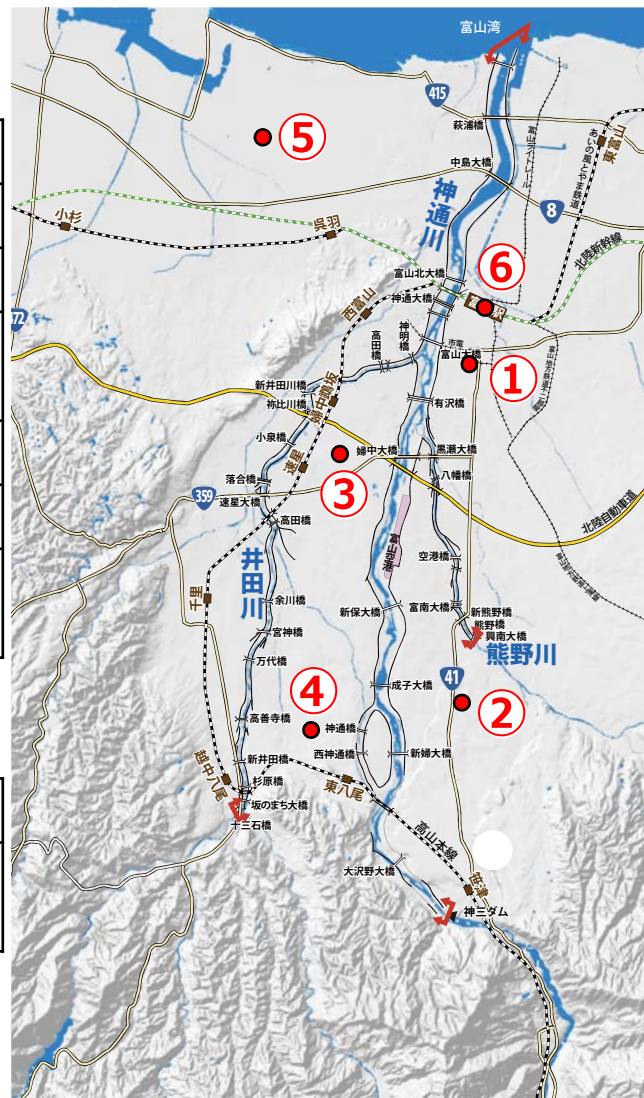 富山湾
415
萩浦橋
富山ライトレール
あいの風とやま鉄道
東富山
⑤
中島大橋
神通川
8
小杉
呉羽
北陸新幹線
富山北大橋
⑥
西富山
神通大橋
72
高田橋
神明橋
市電
富山大橋
①
新井田川橋
婦中鵜坂
祢比川橋
有沢橋
小泉橋
速星
③
婦中大橋
黒瀬大橋
落合橋
八幡橋
359
速星大橋
高田橋
北陸自動車道
富山空港
井田川
空港橋
千里
余川橋
新保大橋
富南大橋
新熊野橋
熊野橋
興南大橋
宮神橋
熊野川
万代橋
41
成子大橋
④
②
高善寺橋
神通橋
越中八尾
新井田橋
西神通橋
新婦大橋
杉原橋
東八尾
坂のまち大橋
十三石橋
高山本線
大沢野大橋
笹津
神三ダム